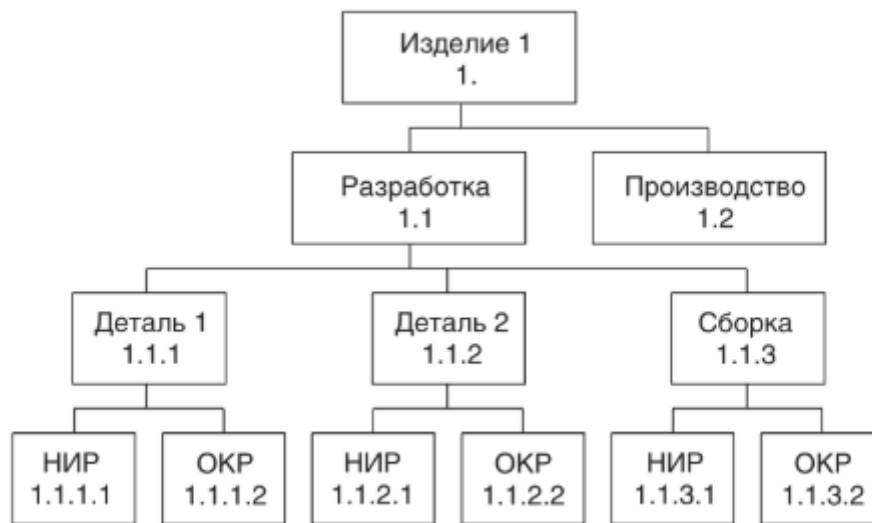 Изделие 1
1.
Разработка
1.1
Производство
1.2
Деталь 1
1.1.1
Деталь 2
1.1.2
Сборка
1.1.3
НИР
1.1.1.1
ОКР
1.1.1.2
НИР
1.1.2.1
ОКР
1.1.2.2
НИР
1.1.3.1
ОКР
1.1.3.2